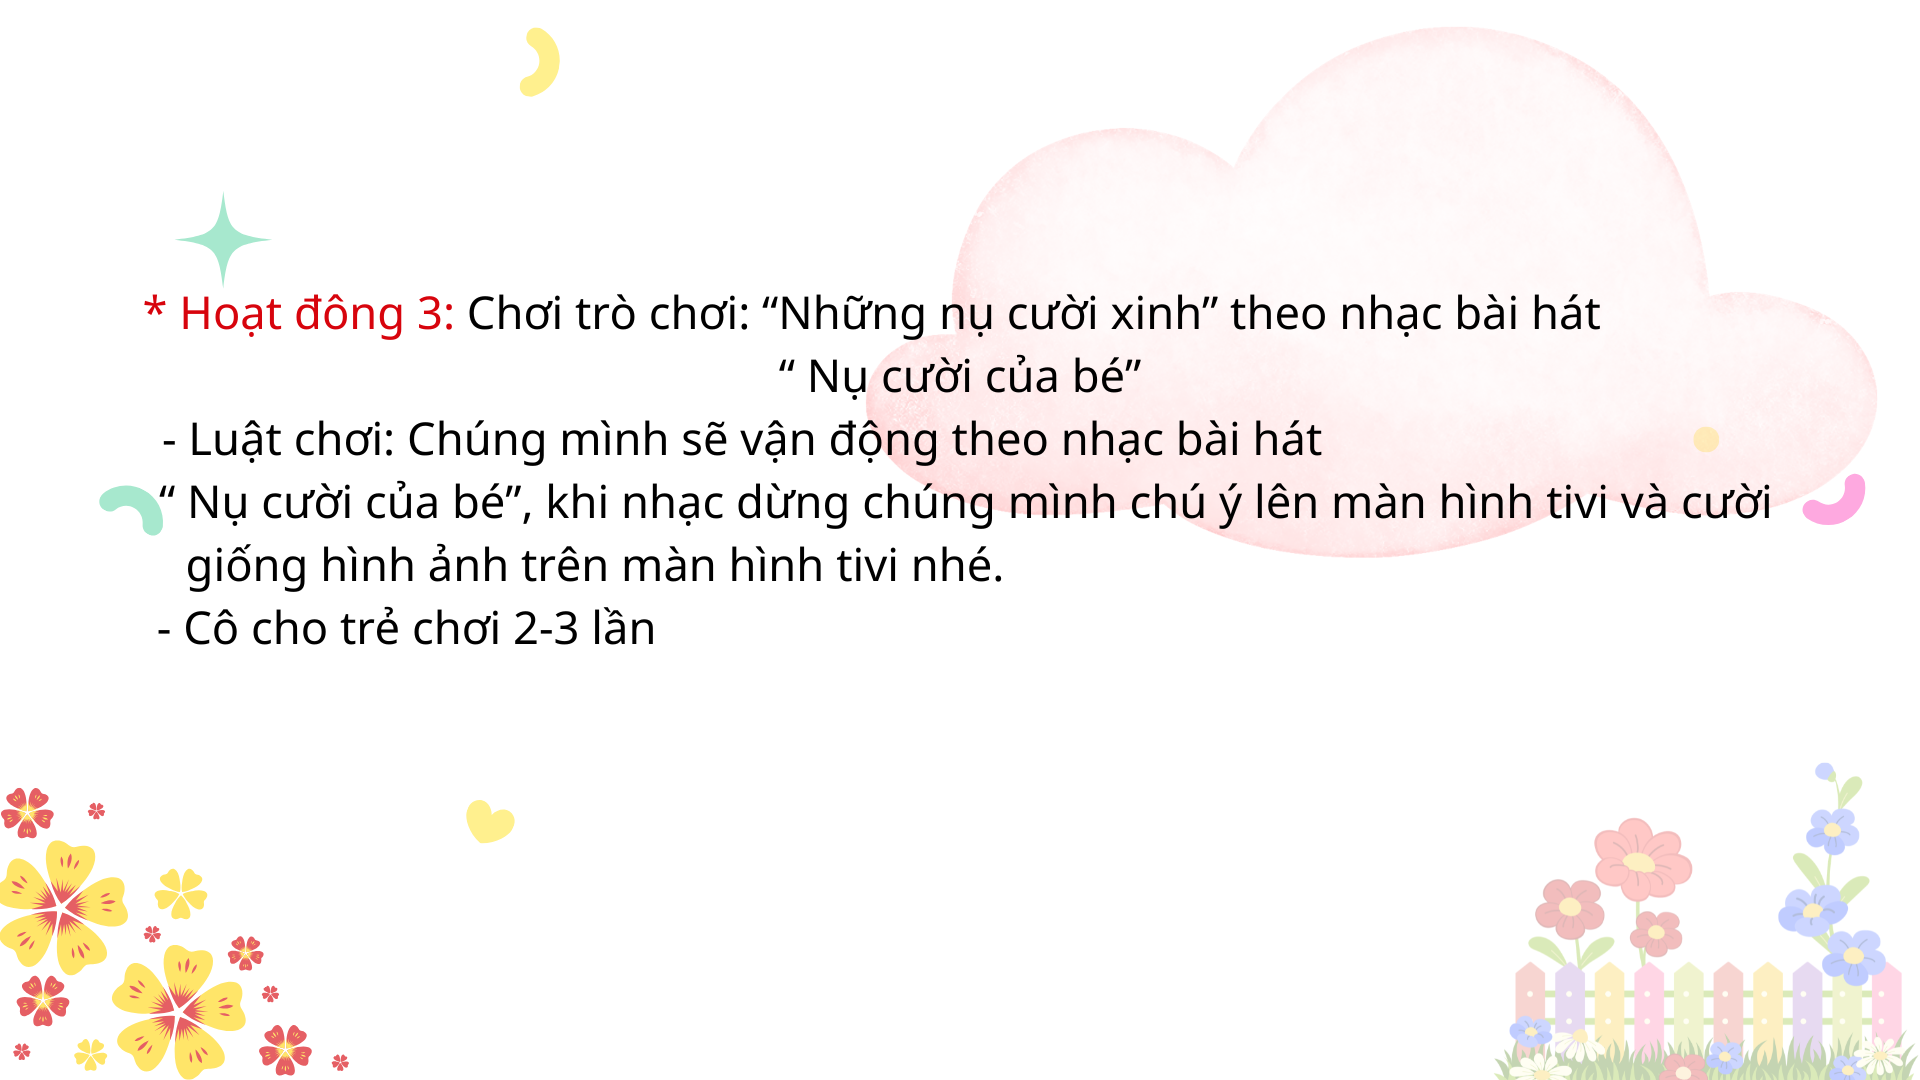 * Hoạt đông 3: Chơi trò chơi: “Những nụ cười xinh” theo nhạc bài hát
“ Nụ cười của bé”
- Luật chơi: Chúng mình sẽ vận động theo nhạc bài hát
“ Nụ cười của bé”, khi nhạc dừng chúng mình chú ý lên màn hình tivi và cười
giống hình ảnh trên màn hình tivi nhé.
- Cô cho trẻ chơi 2-3 lần